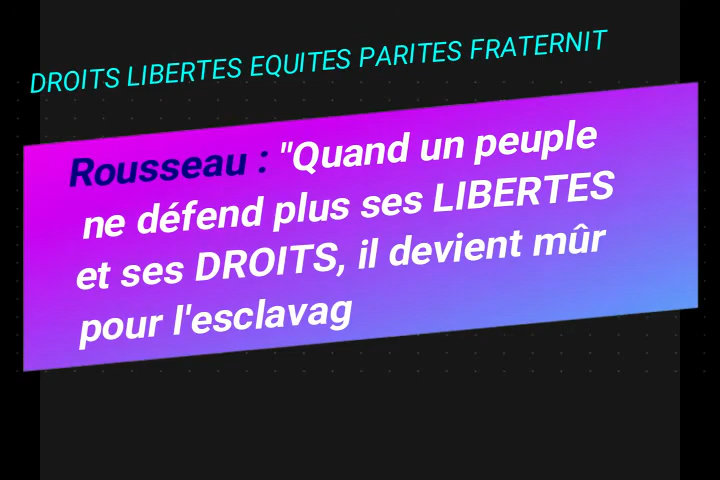 DROITS LIBERTES EQUITES PARITES FRATERNIT
Rousseau : "Quand un peuple
ne défend plus ses LIBERTES
et ses DROITS, il devient mûr
pour l'esclavag